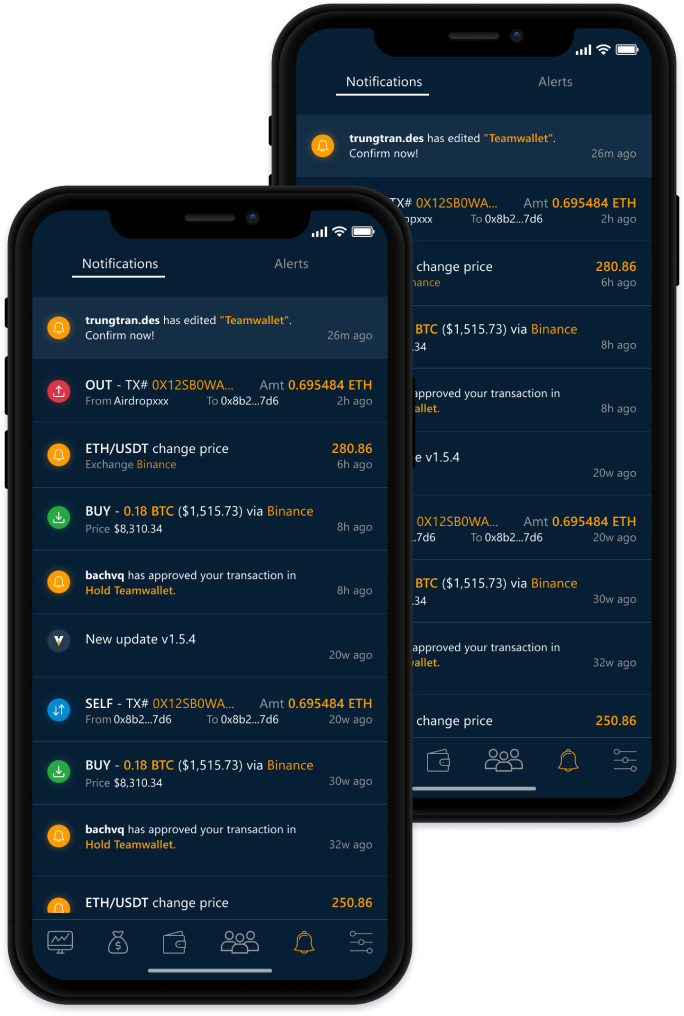 Notifications Alerts
trungtran.des has edited "Teamwallet".
Confirm now!
26m ago
TX# 0X12SB0WA... Amt 0.695484 ETH
opxxx To 0x8b2...7d6 2h ago
change price 280.86
nance 6h ago
BTC ($1,515.73) via Binance
.34 8h ago
approved your transaction in
allet. 8h ago
e v1.5.4
20w ago
0X12SB0WA... Amt 0.695484 ETH
.7d6 To 0x8b2...7d6 20w ago
BTC ($1,515.73) via Binance
.34 30w ago
approved your transaction in
allet. 32w ago
change price 250.86
Notifications Alerts
trungtran.des has edited "Teamwallet".
Confirm now! 26m ago
OUT - TX# 0X12SB0WA... Amt 0.695484 ETH
From Airdropxxx To 0x8b2...7d6 2h ago
ETH/USDT change price 280.86
Exchange Binance 6h ago
BUY - 0.18 BTC ($1,515.73) via Binance
Price $8,310.34 8h ago
bachvq has approved your transaction in
Hold Teamwallet. 8h ago
New update v1.5.4
20w ago
SELF - TX# 0X12SB0WA... Amt 0.695484 ETH
From 0x8b2...7d6 To 0x8b2...7d6 20w ago
BUY - 0.18 BTC ($1,515.73) via Binance
Price $8,310.34 30w ago
bachvq has approved your transaction in
Hold Teamwallet. 32w ago
ETH/USDT change price 250.86